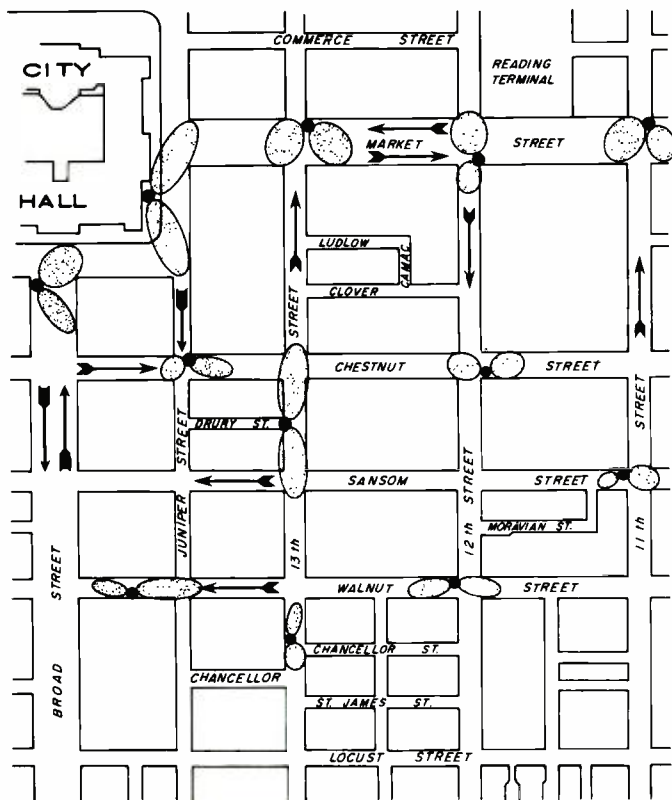 COMMERCE STREET
CITY
HALL
READING
TERMINAL
MARKET STREET
LUDLOW
CAMAC
CLOVER
STREET
CHESTNUT STREET
DRURY ST.
STREET
STREET
STREET
SANSOM STREET
MORAVIAN ST.
JUNIPER
13th
12th
11th
STREET
WALNUT STREET
CHANCELLOR ST.
CHANCELLOR
BROAD
ST. JAMES ST.
LOCUST STREET